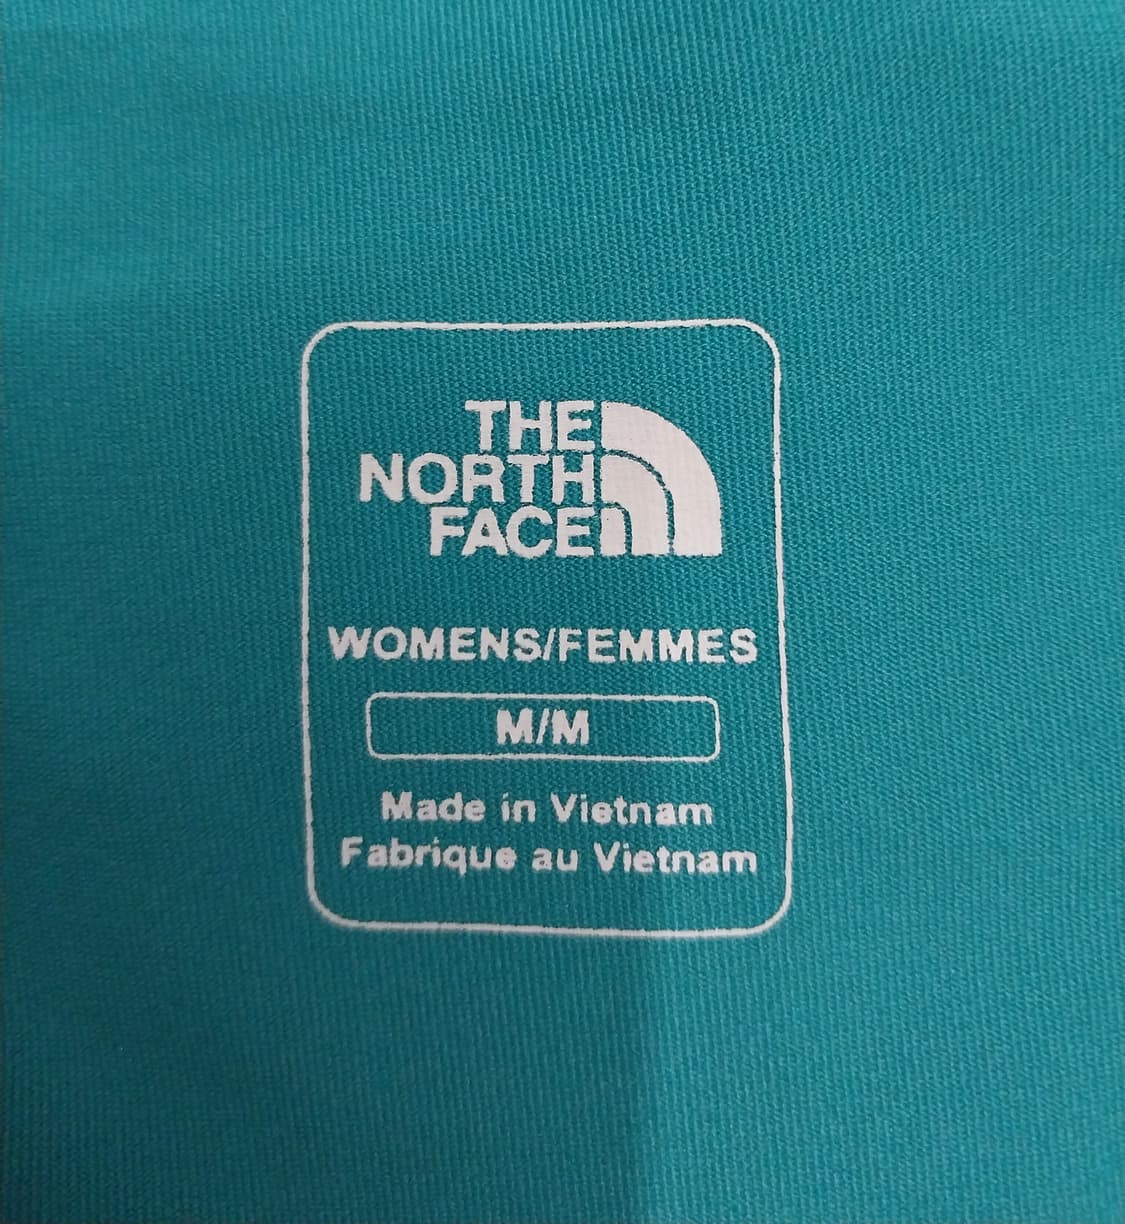 THE
NORTH
FACE
WOMENS/FEMMES
M/M
Made in Vietnam
Fabrique au Vietnam